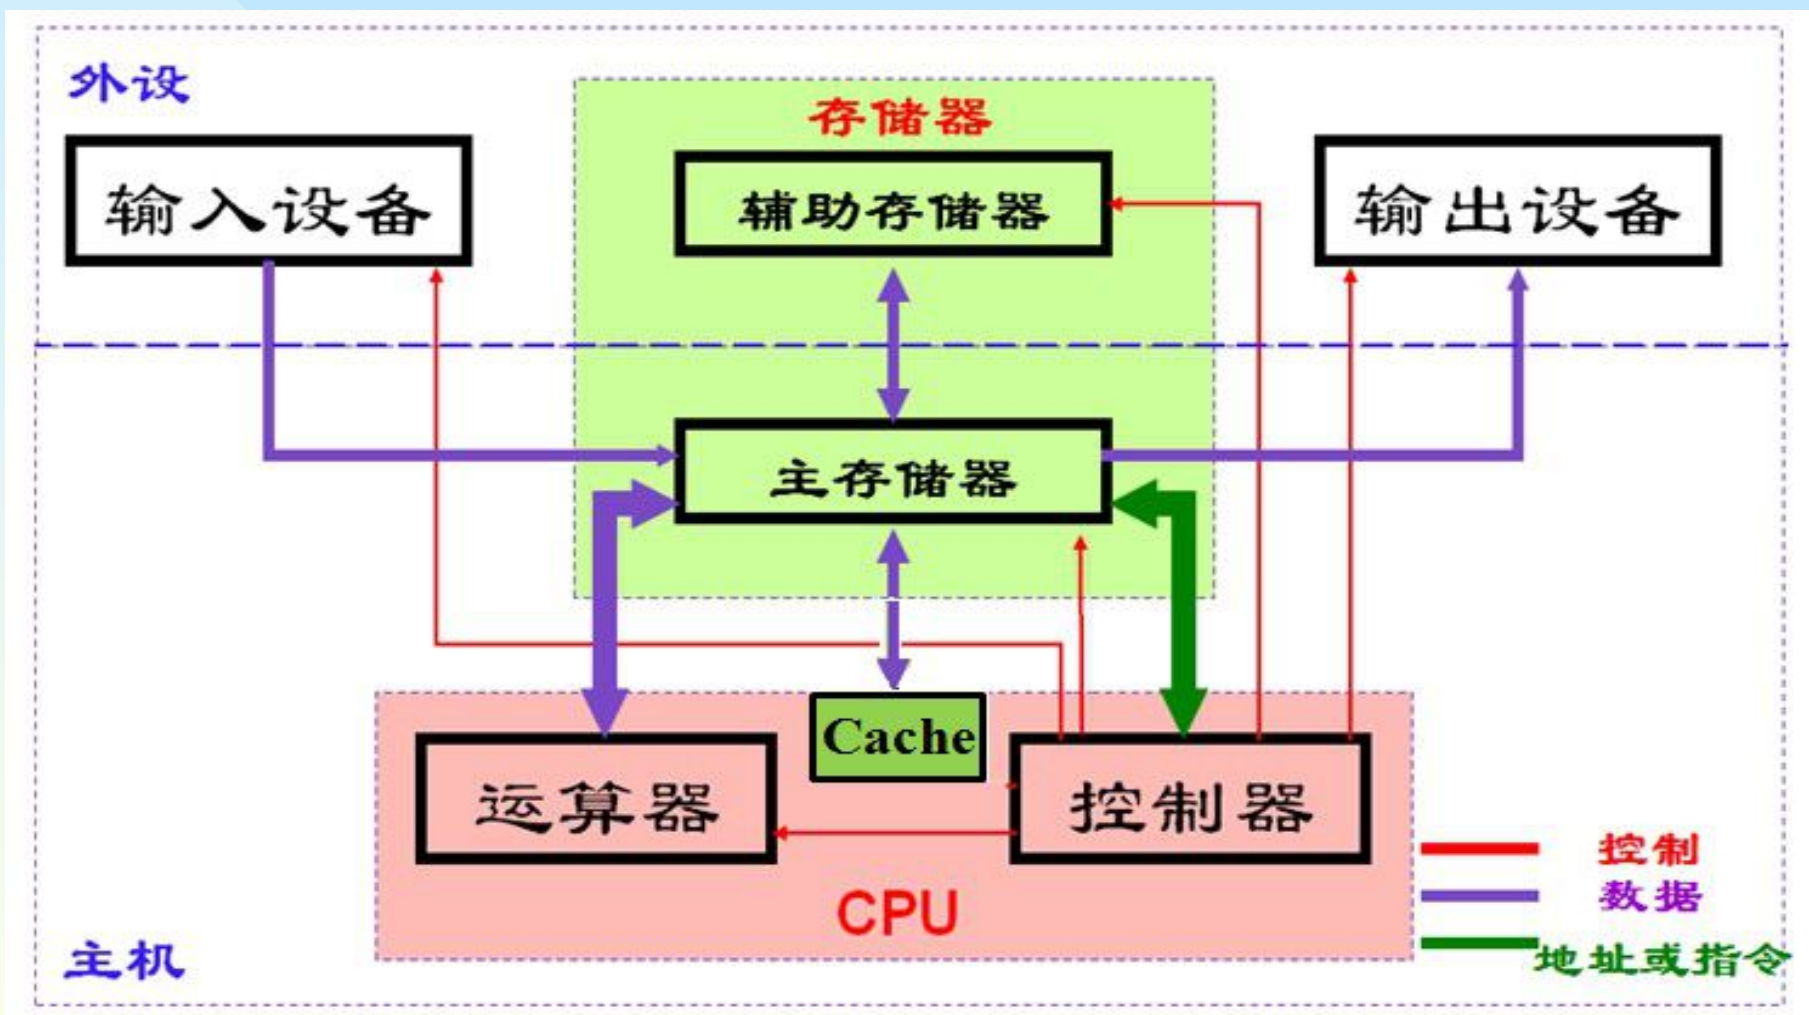 外设
存储器
输入设备
辅助存储器
输出设备
主存储器
Cache
运算器
控制器
CPU
控制
数据
地址或指令
主机